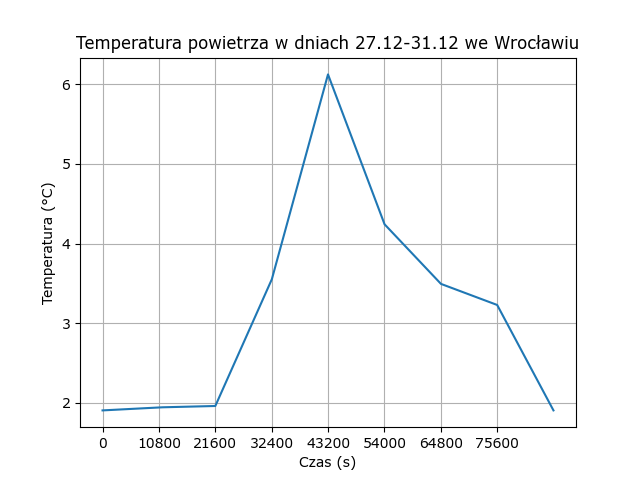 Temperatura powietrza w dniach 27.12-31.12 we Wrocławiu
6
5
4
3
2
Temperatura (°C)
0 10800 21600 32400 43200 54000 64800 75600
Czas (s)